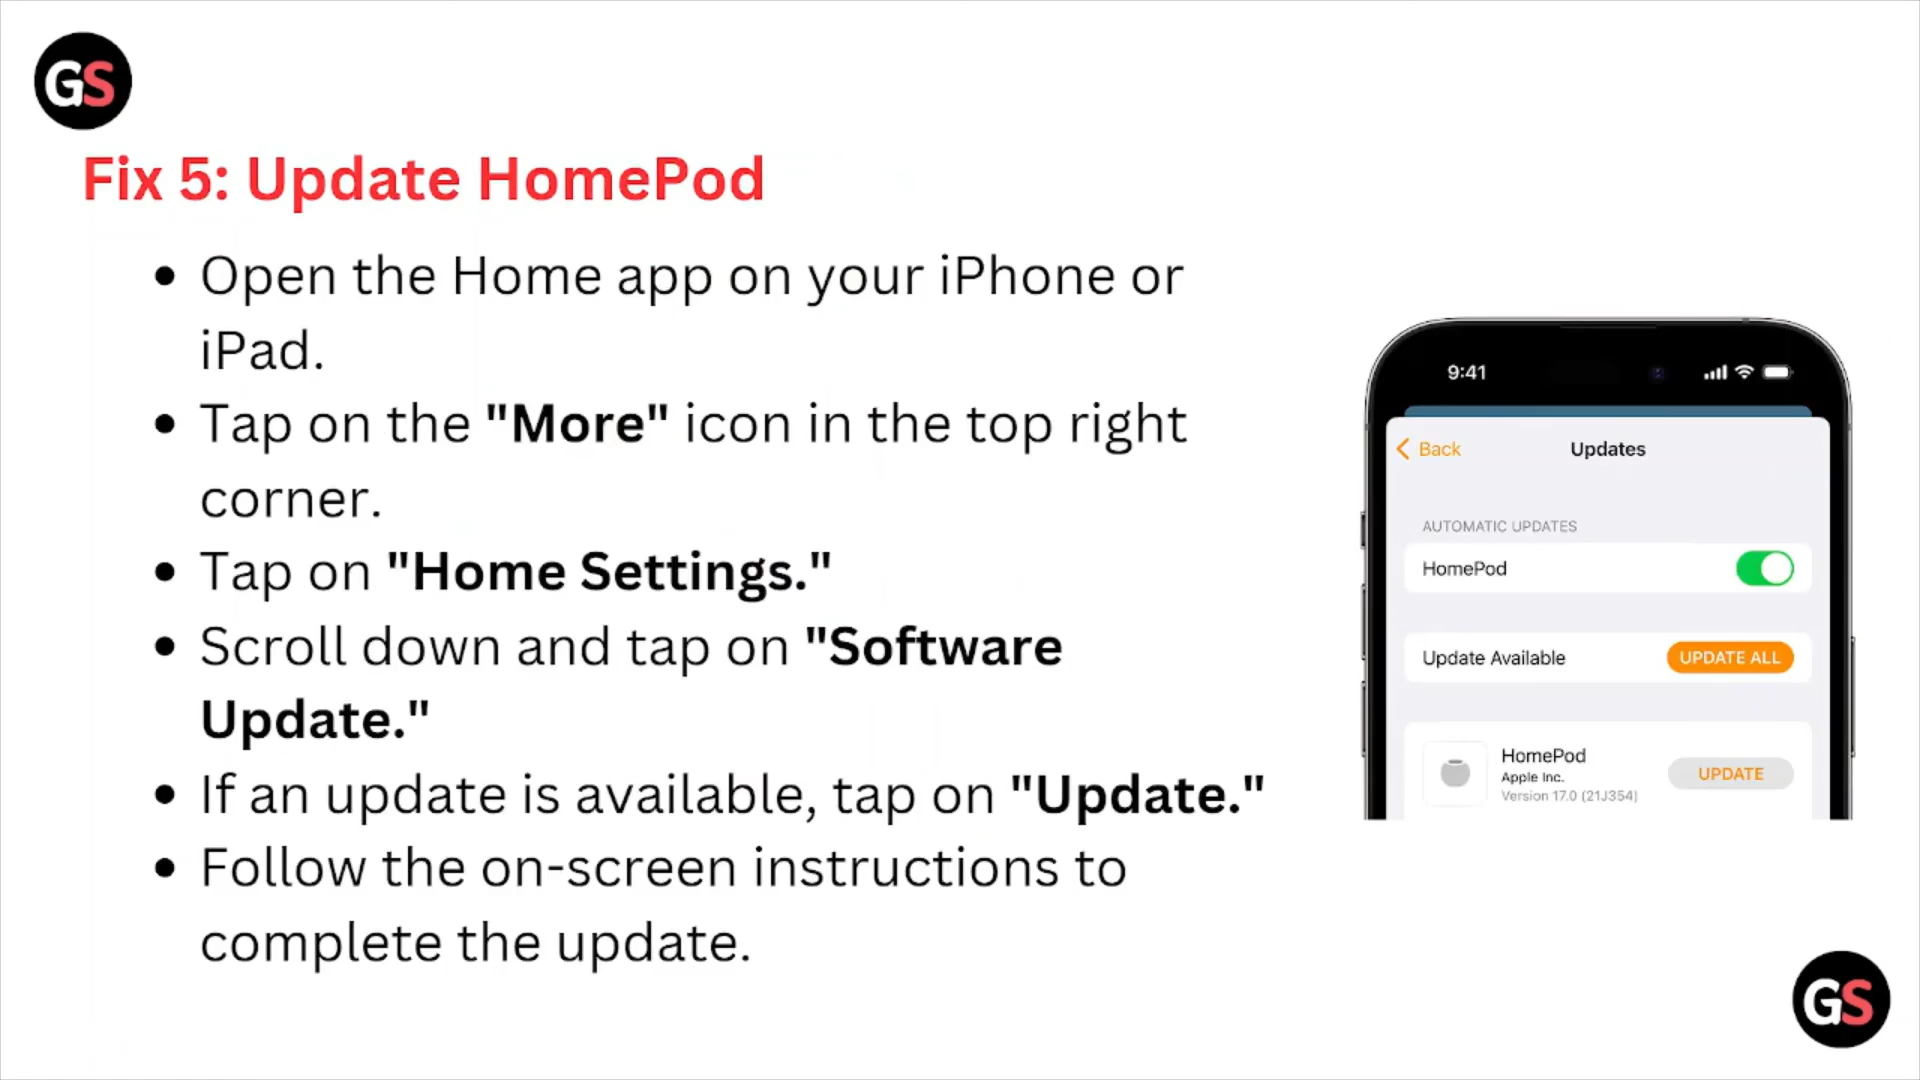 GS
Fix 5: Update HomePod
• Open the Home app on your iPhone or
iPad.
• Tap on the "More" icon in the top right
corner.
• Tap on "Home Settings."
• Scroll down and tap on "Software
Update."
• If an update is available, tap on "Update."
• Follow the on-screen instructions to
complete the update.
9:41
Back
Updates
AUTOMATIC UPDATES
HomePod
Update Available
UPDATE ALL
HomePod
Apple Inc.
Version 17.0 (21J354)
UPDATE
GS